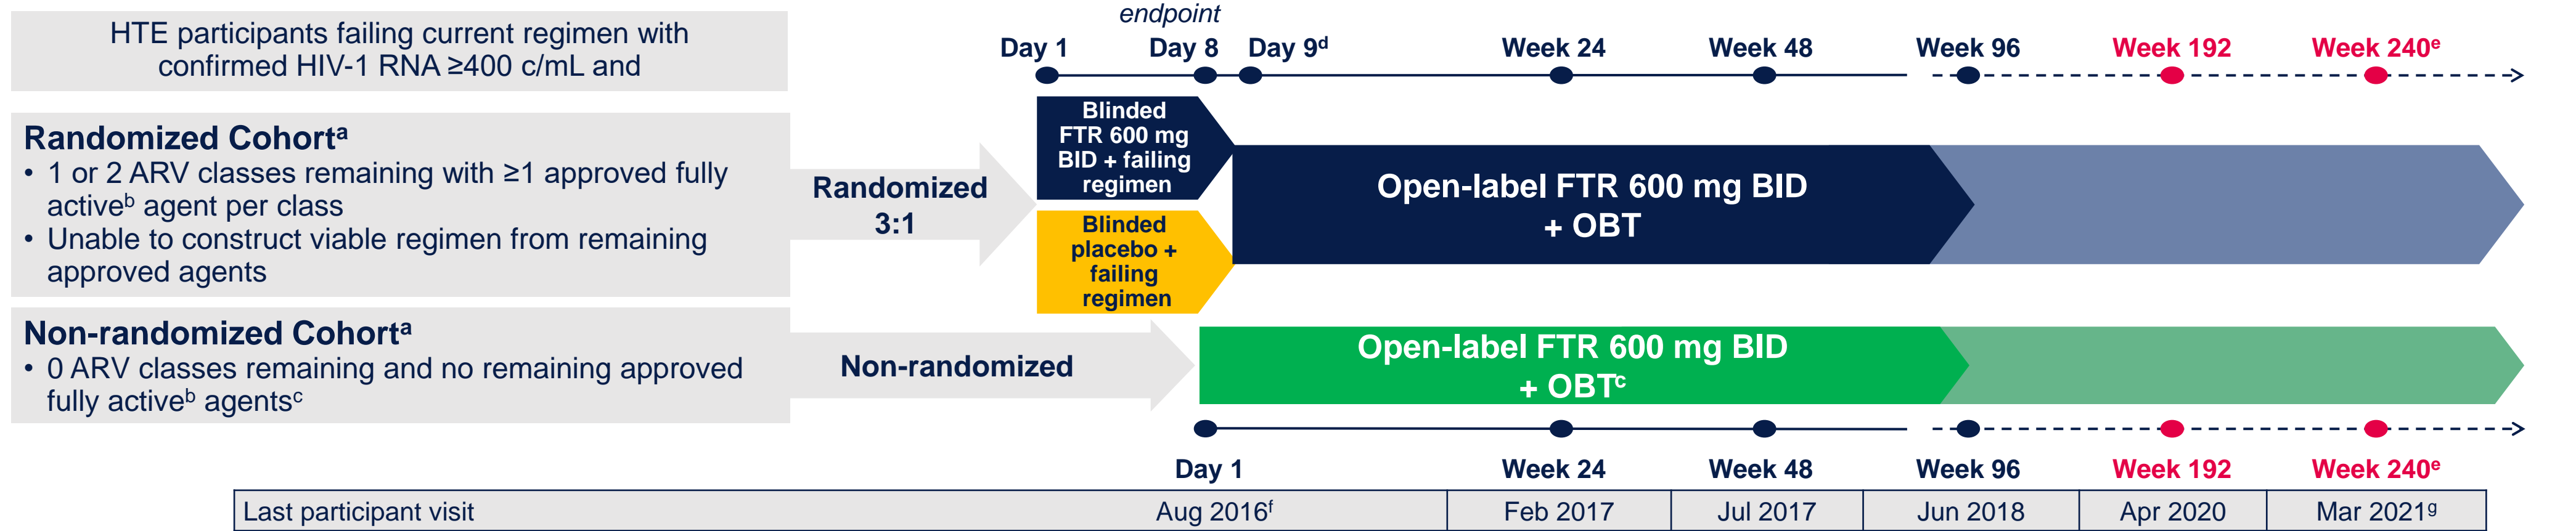 HTE participants failing current regimen with
confirmed HIV-1 RNA ≥400 c/mL and
Randomized Cohortᵃ
• 1 or 2 ARV classes remaining with ≥1 approved fully
activeᵇ agent per class
• Unable to construct viable regimen from remaining
approved agents
Non-randomized Cohortᵃ
• 0 ARV classes remaining and no remaining approved
fully activeᵇ agentsᶜ
Randomized
3:1
Non-randomized
endpoint
Day 1 Day 8 Day 9ᵈ Week 24 Week 48 Week 96 Week 192 Week 240ᵉ
Blinded
FTR 600 mg
BID + failing
regimen
Blinded
placebo +
failing
regimen
Open-label FTR 600 mg BID
+ OBT
Open-label FTR 600 mg BID
+ OBTᶜ
Day 1 Week 24 Week 48 Week 96 Week 192 Week 240ᵉ
Last participant visit Aug 2016ᶠ Feb 2017 Jul 2017 Jun 2018 Apr 2020 Mar 2021ᵍ